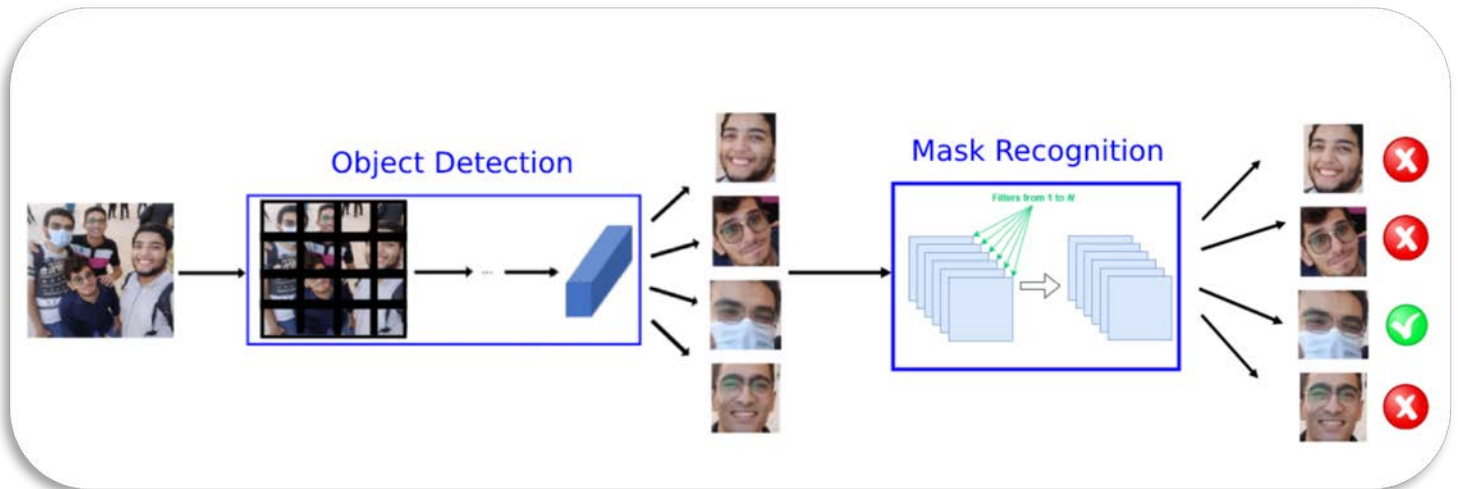 Object Detection
...
Mask Recognition
Filters from 1 to N